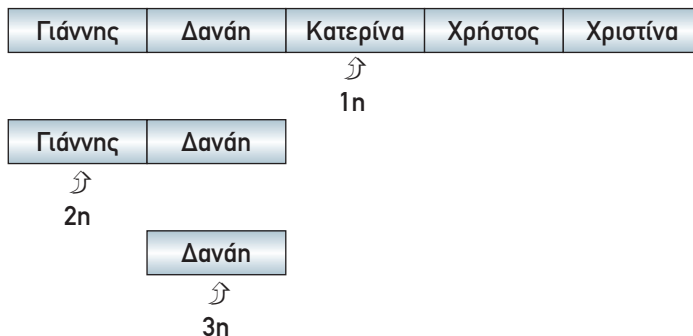 Γιάννης Δανάη Κατερίνα Χρήστος Χριστίνα
1η
Γιάννης Δανάη
2η
Δανάη
3η